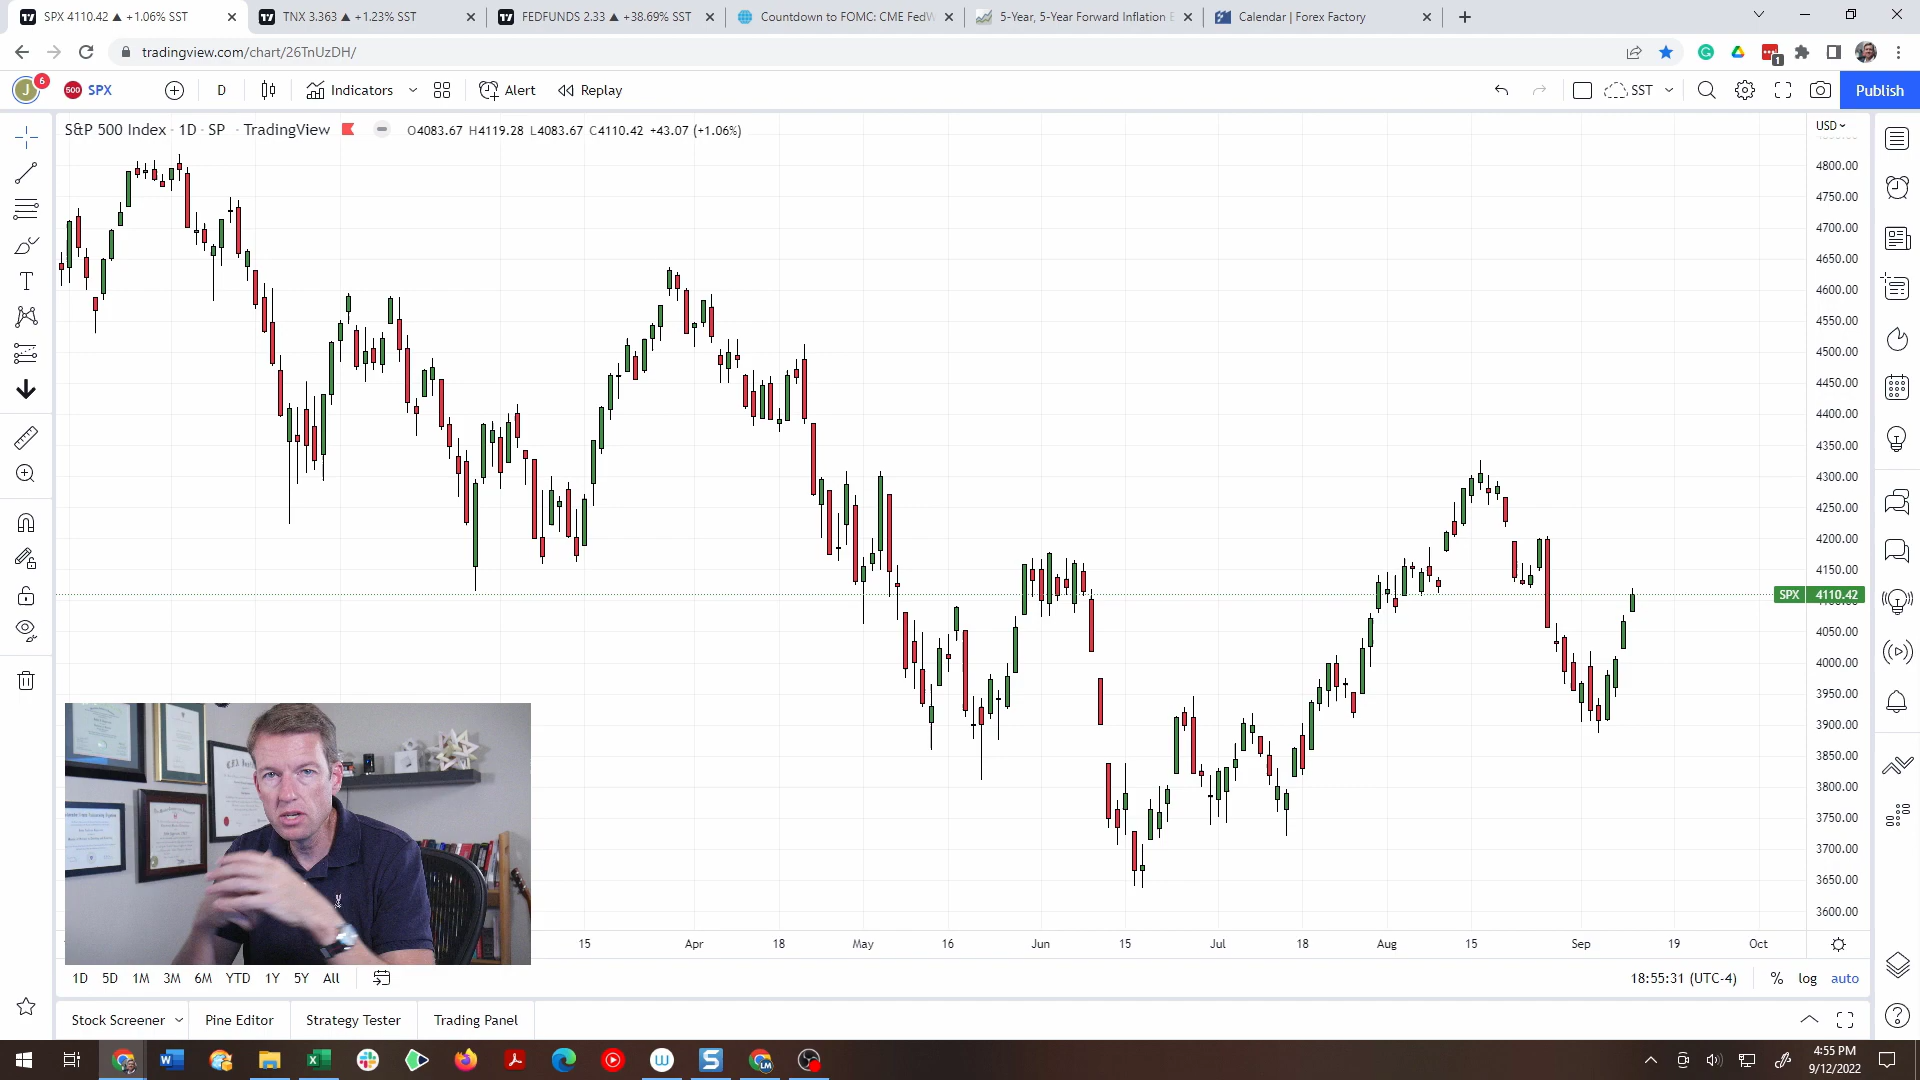 SPX 4110.42 ▲ +1.06% SST
TNX 3.363 ▲ +1.23% SST
FEDFUNDS 2.33 ▲ +38.69% SST
Countdown to FOMC: CME FedW
5-Year, 5-Year Forward Inflation E
Calendar | Forex Factory
tradingview.com/chart/26TnUzDH/
1
J
6
500
SPX
D
Indicators
Alert
Replay
SST
Publish
S&P 500 Index · 1D · SP · TradingView
O4083.67 H4119.28 L4083.67 C4110.42 +43.07 (+1.06%)
USD
4800.00
4750.00
4700.00
4650.00
4600.00
4550.00
4500.00
4450.00
4400.00
4350.00
4300.00
4250.00
4200.00
4150.00
SPX 4110.42
4050.00
4000.00
3950.00
3900.00
3850.00
3800.00
3750.00
3700.00
3650.00
3600.00
15 Apr 18 May 16 Jun 15 Jul 18 Aug 15 Sep 19 Oct
1D 5D 1M 3M 6M YTD 1Y 5Y All
18:55:31 (UTC-4) % log auto
Stock Screener Pine Editor Strategy Tester Trading Panel
4:55 PM
9/12/2022